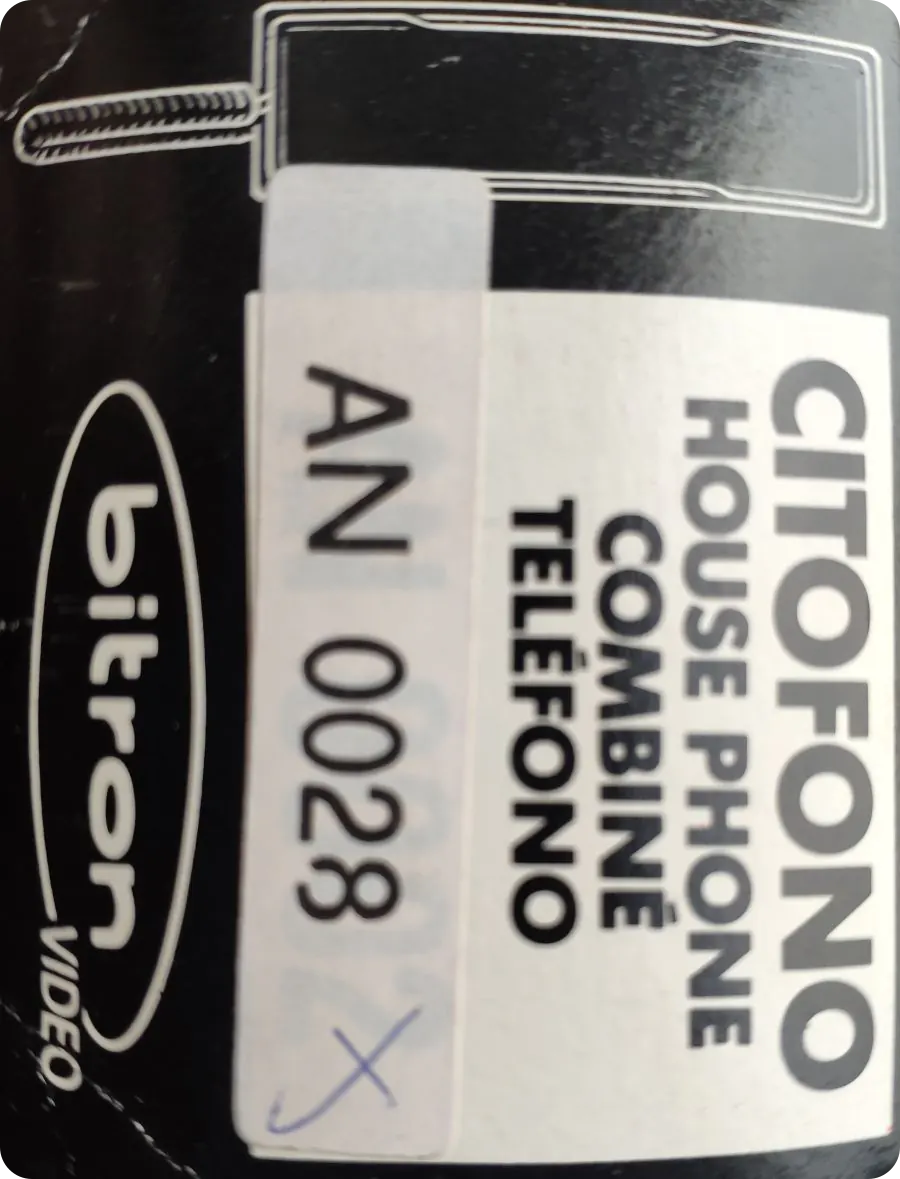 CITOFONO
HOUSE PHONE
COMBINÉ
TELÉFONO
AN 0028
bitron
VIDEO